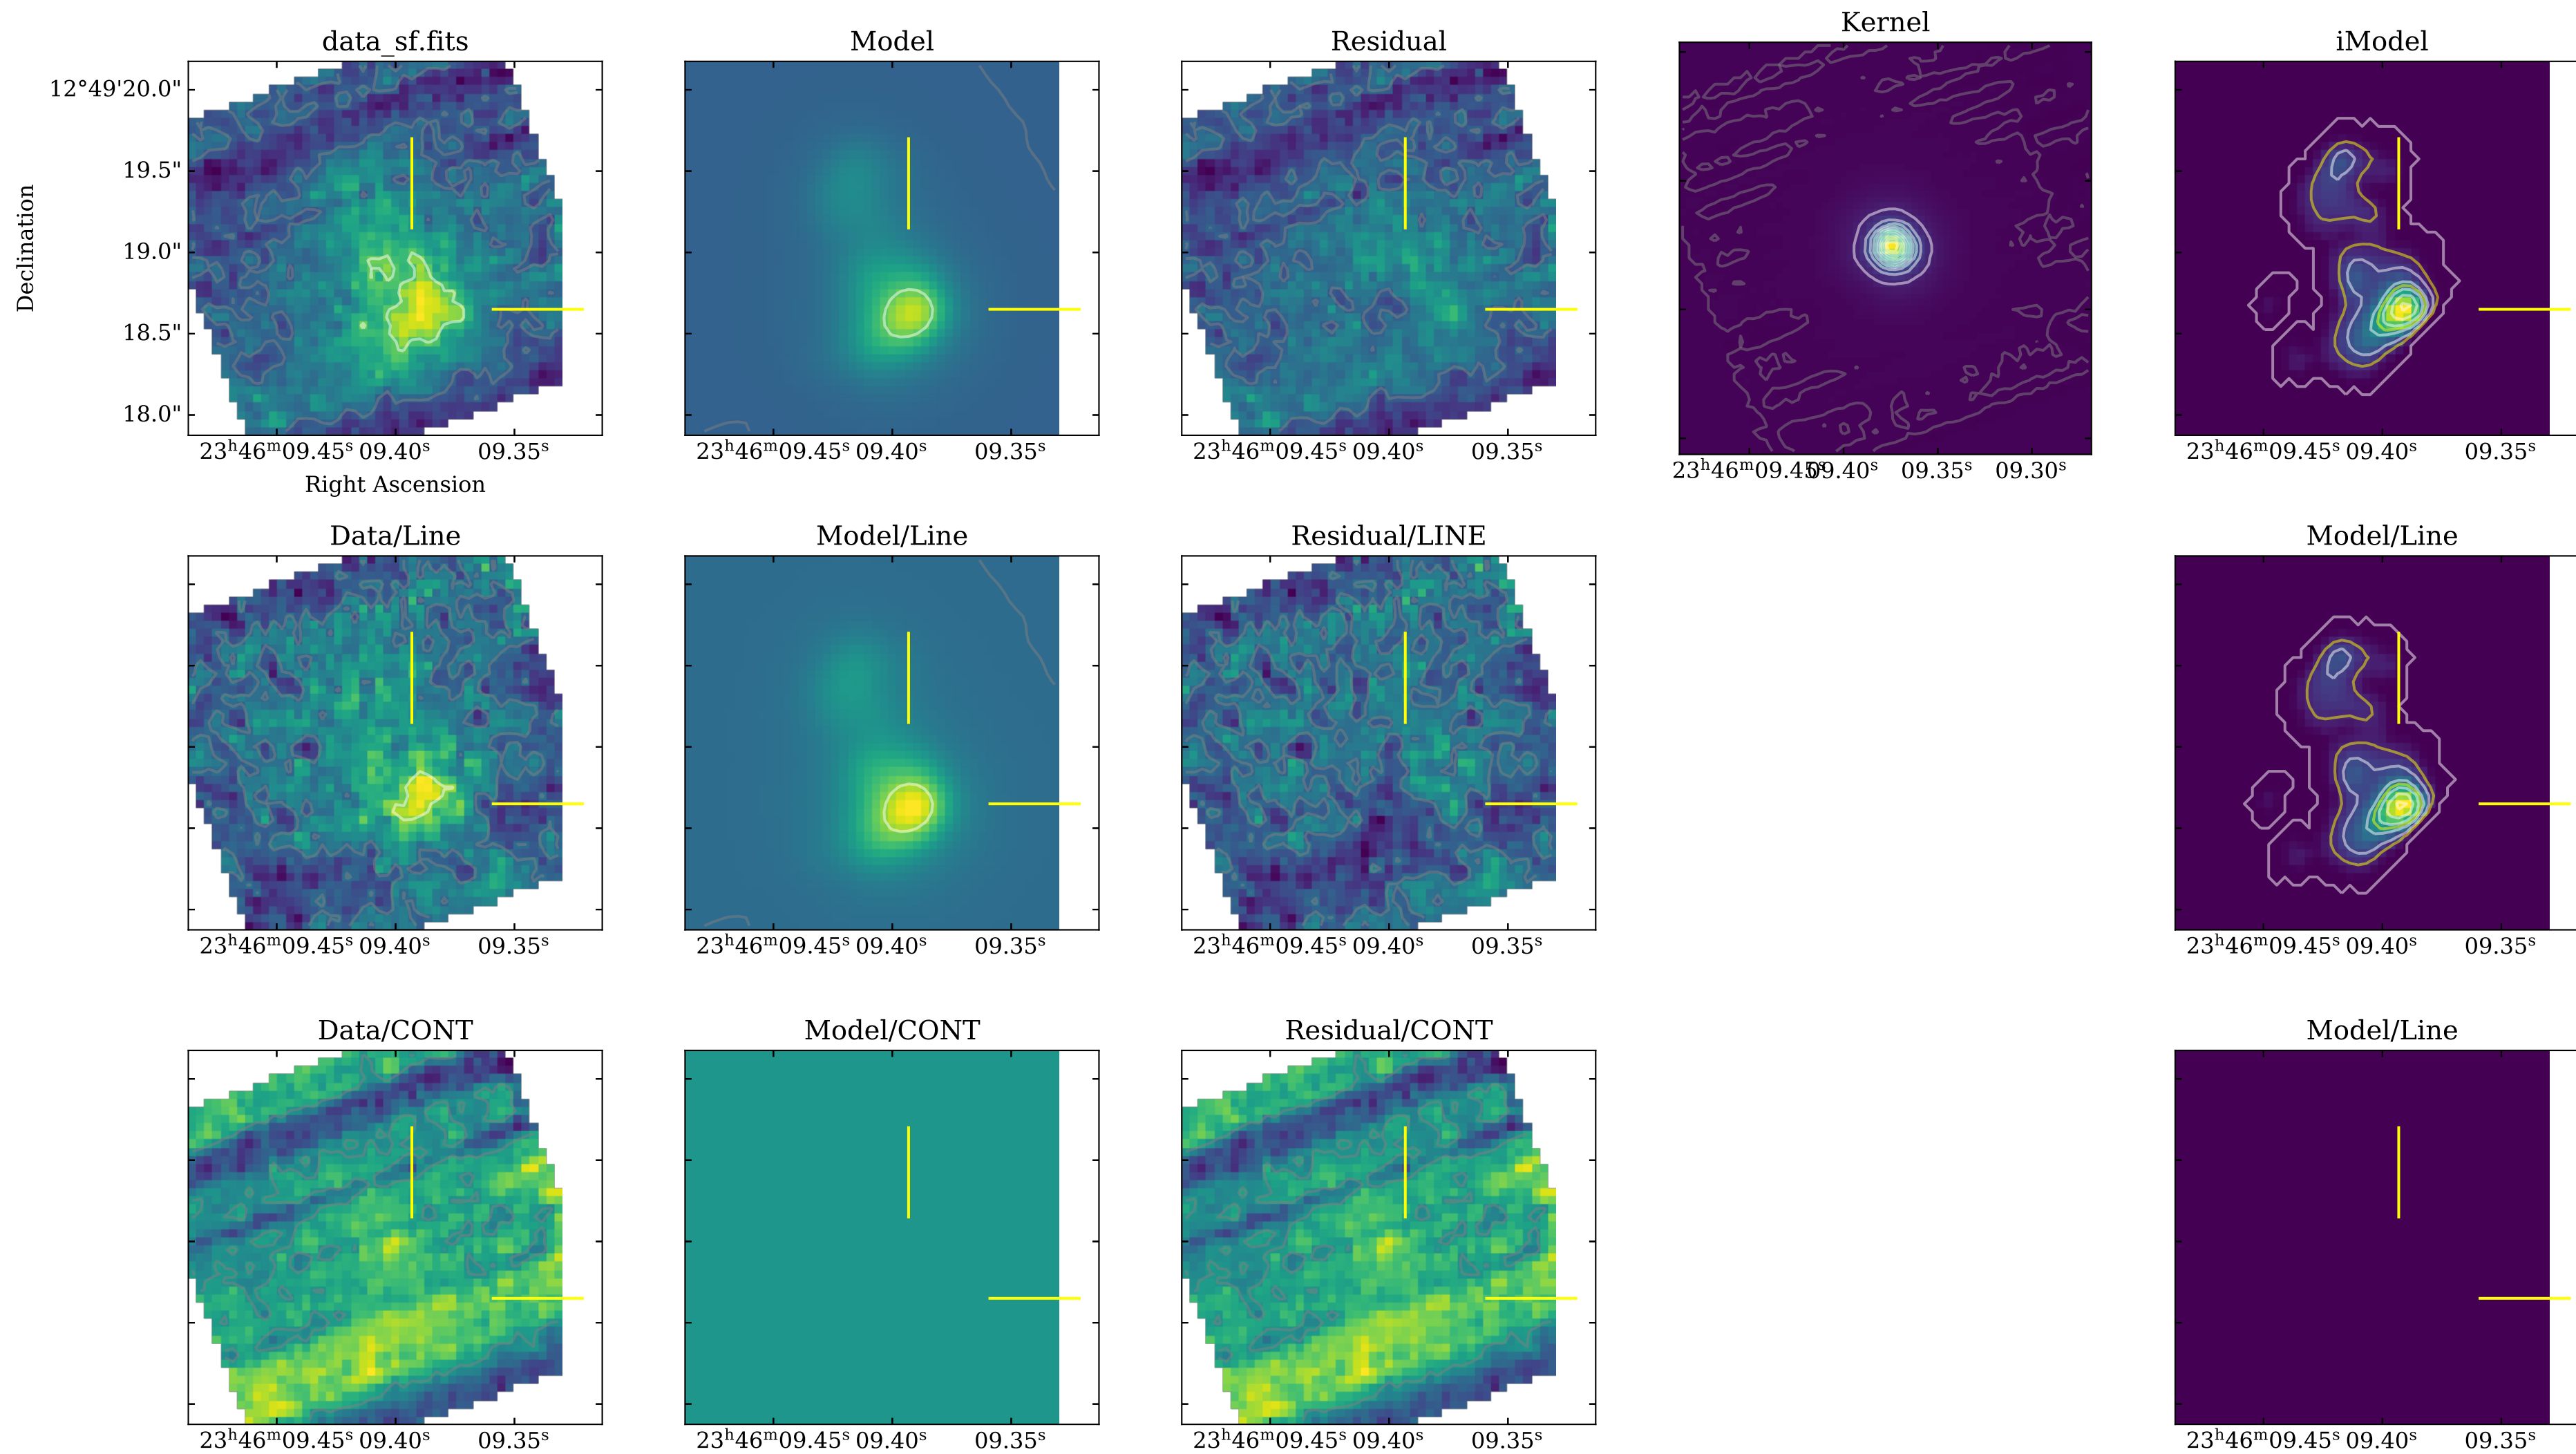 data_sf.fits
Model
Residual
Kernel
iModel
12°49'20.0"
19.5"
19.0"
18.5"
18.0"
Declination
23ʰ46ᵐ09.45ˢ 09.40ˢ 09.35ˢ
23ʰ46ᵐ09.45ˢ 09.40ˢ 09.35ˢ
23ʰ46ᵐ09.45ˢ 09.40ˢ 09.35ˢ
23ʰ46ᵐ09.45ˢ 09.40ˢ 09.35ˢ 09.30ˢ
23ʰ46ᵐ09.45ˢ 09.40ˢ 09.35ˢ
Right Ascension
Data/Line
Model/Line
Residual/LINE
Model/Line
23ʰ46ᵐ09.45ˢ 09.40ˢ 09.35ˢ
23ʰ46ᵐ09.45ˢ 09.40ˢ 09.35ˢ
23ʰ46ᵐ09.45ˢ 09.40ˢ 09.35ˢ
23ʰ46ᵐ09.45ˢ 09.40ˢ 09.35ˢ
Data/CONT
Model/CONT
Residual/CONT
Model/Line
23ʰ46ᵐ09.45ˢ 09.40ˢ 09.35ˢ
23ʰ46ᵐ09.45ˢ 09.40ˢ 09.35ˢ
23ʰ46ᵐ09.45ˢ 09.40ˢ 09.35ˢ
23ʰ46ᵐ09.45ˢ 09.40ˢ 09.35ˢ